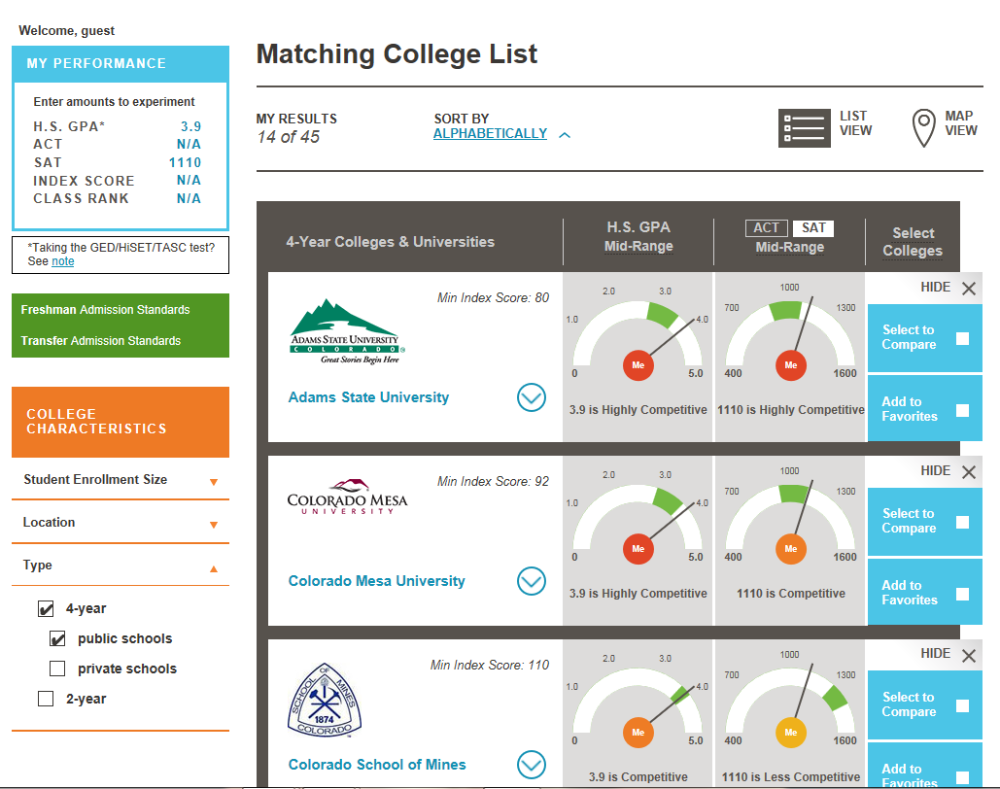 Welcome, guest
MY PERFORMANCE
Enter amounts to experiment
H.S. GPA* 3.9
ACT N/A
SAT 1110
INDEX SCORE N/A
CLASS RANK N/A
*Taking the GED/HiSET/TASC test?
See note
Freshman Admission Standards
Transfer Admission Standards
COLLEGE
CHARACTERISTICS
Student Enrollment Size
Location
Type
4-year
public schools
private schools
2-year
Matching College List
MY RESULTS
14 of 45
SORT BY
ALPHABETICALLY
LIST
VIEW
MAP
VIEW
4-Year Colleges & Universities
H.S. GPA
Mid-Range
ACT SAT
Mid-Range
Select
Colleges
Min Index Score: 80
ADAMS STATE UNIVERSITY
COLORADO
Great Stories Begin Here
Adams State University
0 1.0 2.0 3.0 4.0 5.0
Me
3.9 is Highly Competitive
400 700 1000 1300 1600
Me
1110 is Highly Competitive
HIDE
Select to
Compare
Add to
Favorites
Min Index Score: 92
COLORADO MESA
UNIVERSITY
Colorado Mesa University
0 1.0 2.0 3.0 4.0 5.0
Me
3.9 is Highly Competitive
400 700 1000 1300 1600
Me
1110 is Competitive
HIDE
Select to
Compare
Add to
Favorites
Min Index Score: 110
SCHOOL OF MINES
1874
COLORADO
Colorado School of Mines
0 1.0 2.0 3.0 4.0 5.0
Me
3.9 is Competitive
400 700 1000 1300 1600
Me
1110 is Less Competitive
HIDE
Select to
Compare
Add to
Favorites